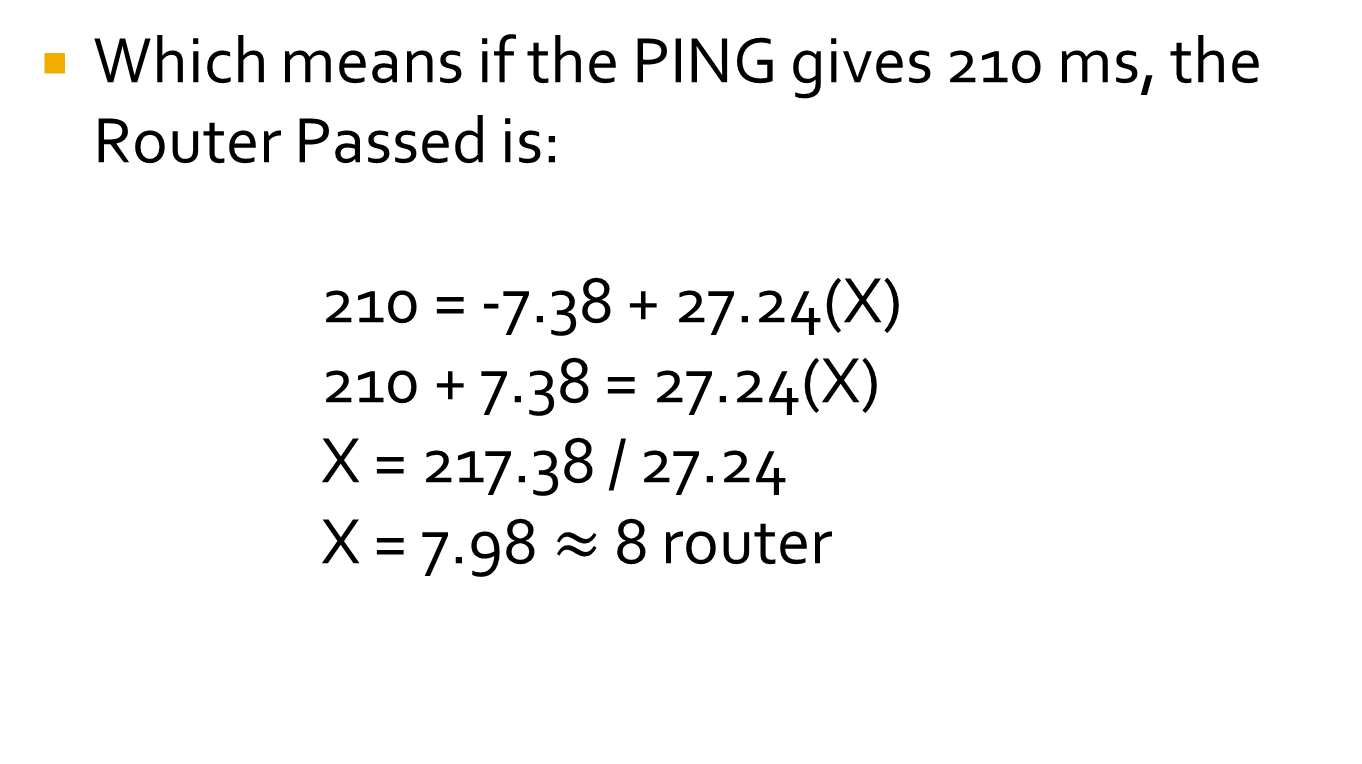 Which means if the PING gives 210 ms, the
Router Passed is:
210 = -7.38 + 27.24(X)
210 + 7.38 = 27.24(X)
X = 217.38 / 27.24
X = 7.98 ≈ 8 router